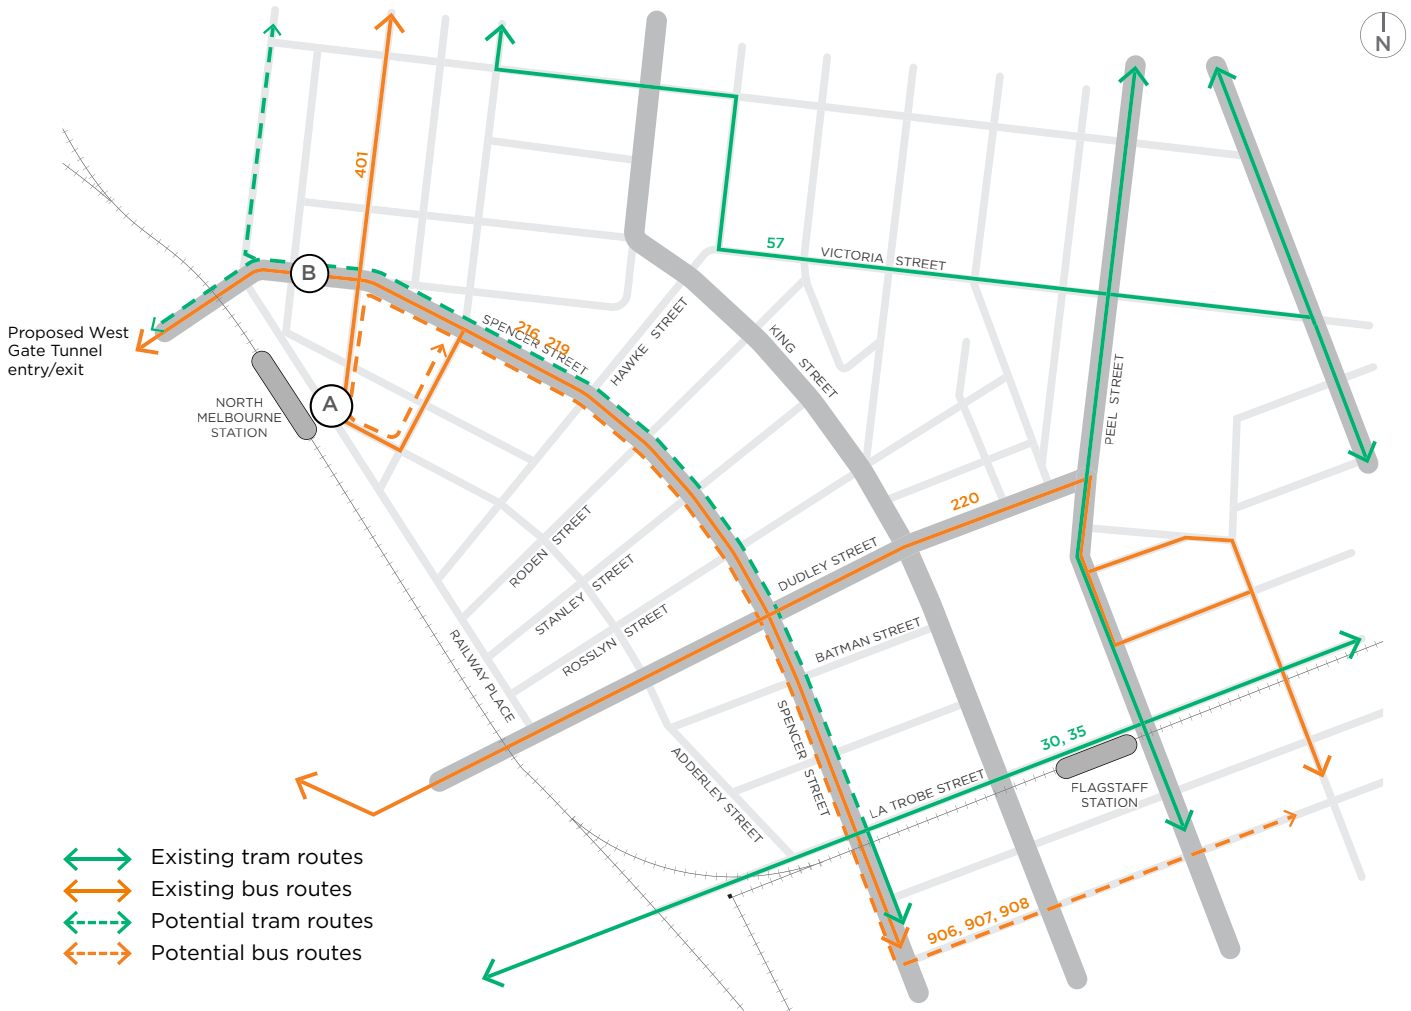 N
401
57
VICTORIA STREET
B
Proposed West
Gate Tunnel
entry/exit
SPENCER STREET
216, 219
HAWKE STREET
KING STREET
PEEL STREET
A
NORTH
MELBOURNE
STATION
220
RODEN STREET
STANLEY STREET
ROSSLYN STREET
DUDLEY STREET
BATMAN STREET
RAILWAY PLACE
SPENCER STREET
ADDERLEY STREET
30, 35
LA TROBE STREET
FLAGSTAFF
STATION
906, 907, 908
Existing tram routes
Existing bus routes
Potential tram routes
Potential bus routes